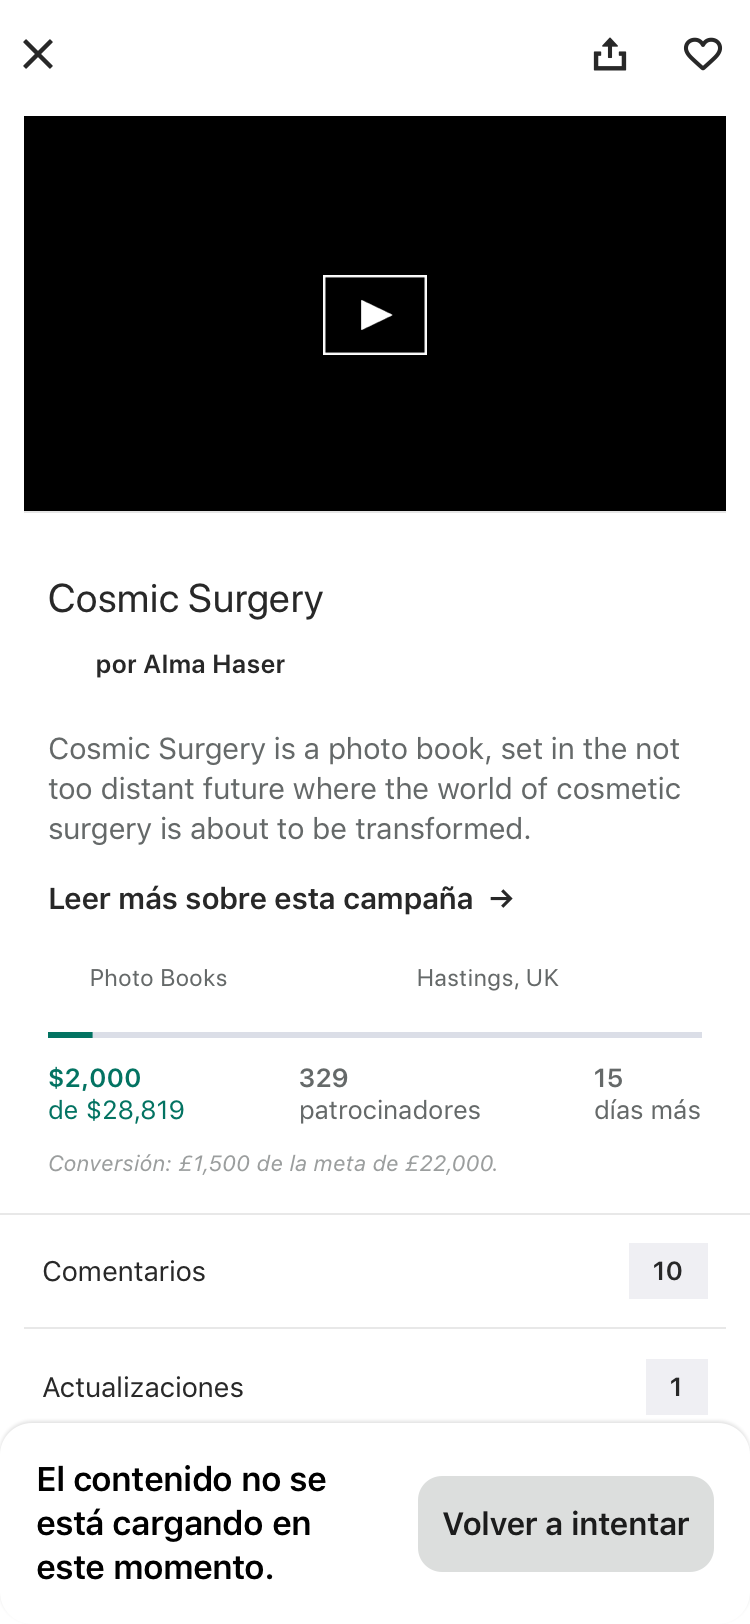 Cosmic Surgery
por Alma Haser
Cosmic Surgery is a photo book, set in the not
too distant future where the world of cosmetic
surgery is about to be transformed.
Leer más sobre esta campaña →
Photo Books
Hastings, UK
$2,000
de $28,819
329
patrocinadores
15
días más
Conversión: £1,500 de la meta de £22,000.
Comentarios
10
Actualizaciones
1
El contenido no se
está cargando en
este momento.
Volver a intentar